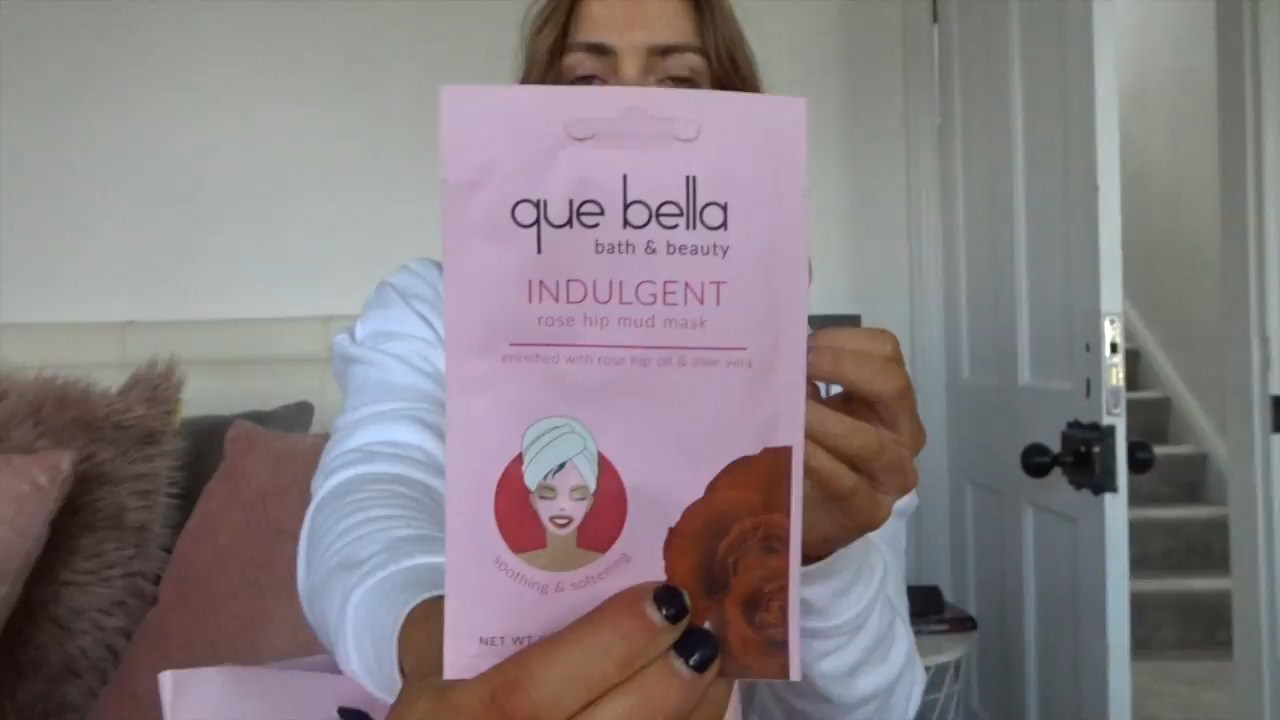 que bella
bath & beauty
INDULGENT
rose hip mud mask
enriched with rose hip oil & aloe vera
soothing & softening
NET WT